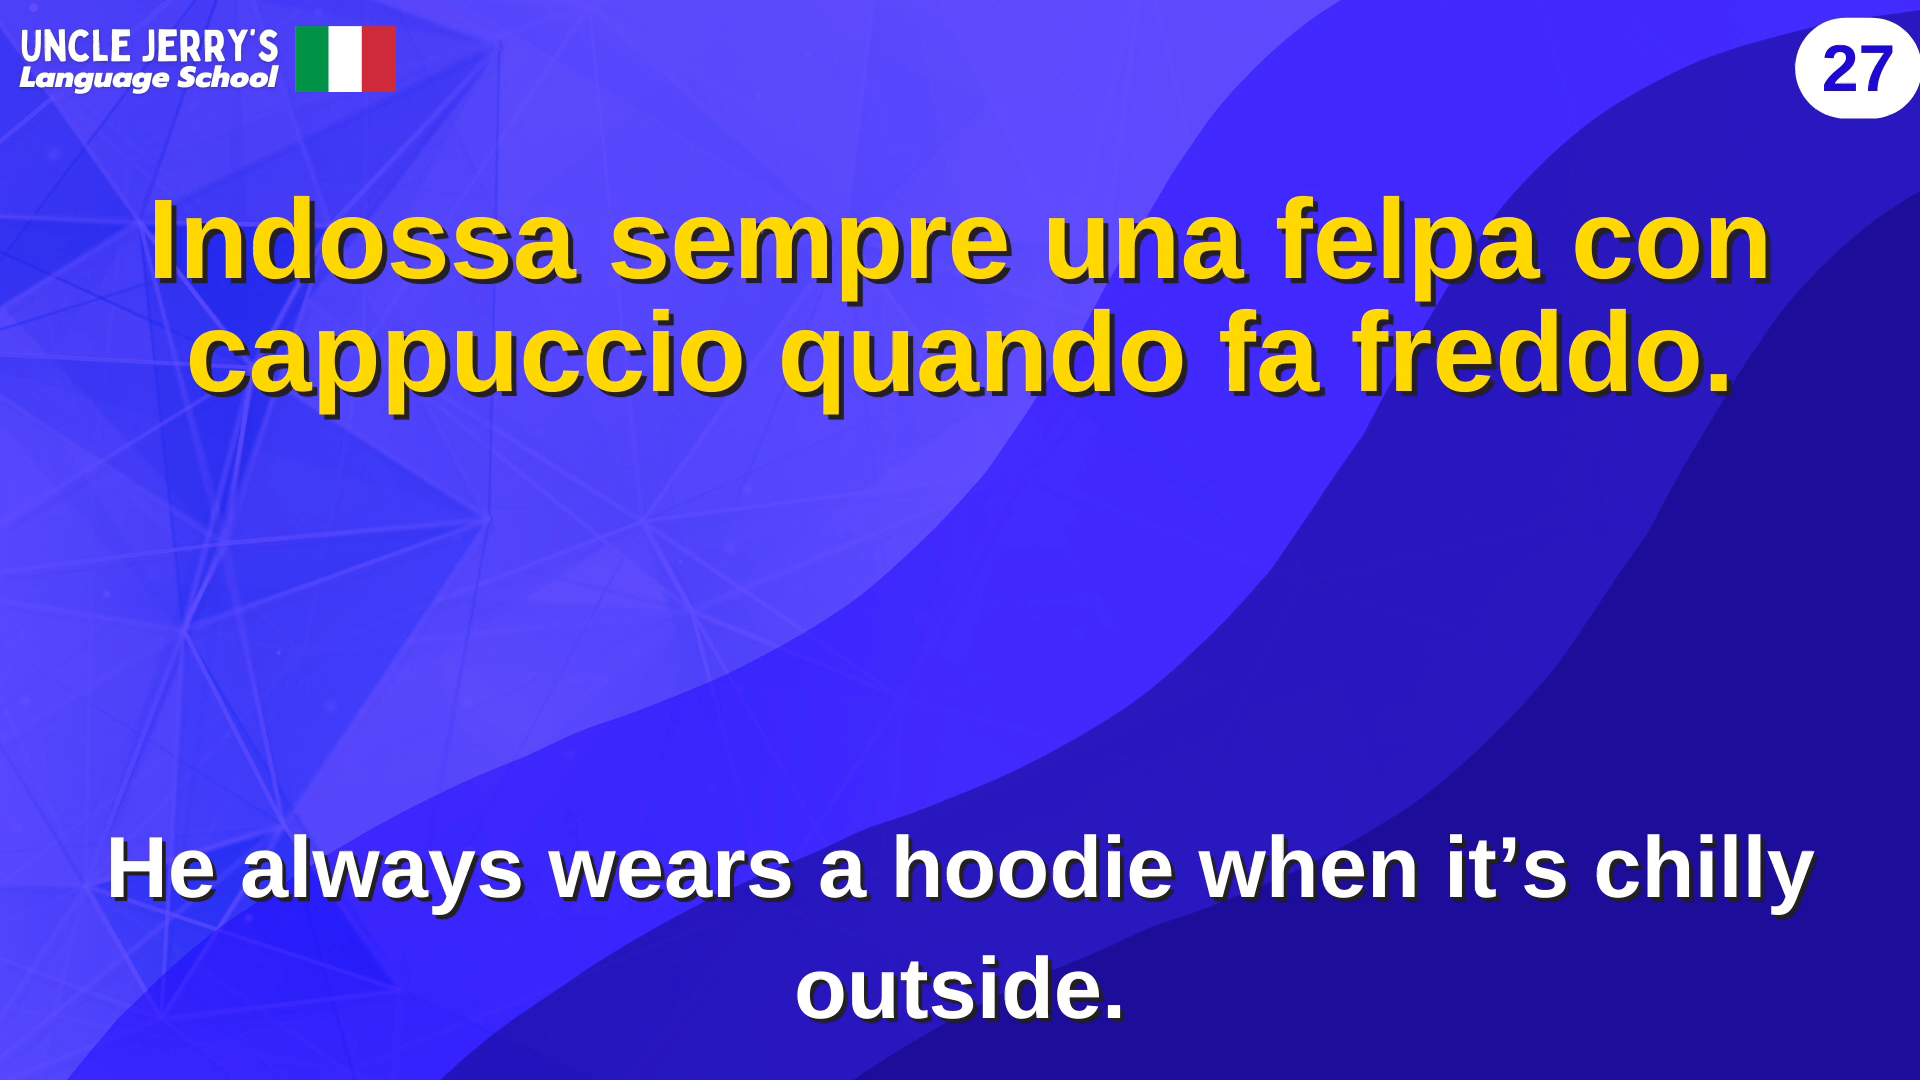 UNCLE JERRY'S
Language School
27
Indossa sempre una felpa con
cappuccio quando fa freddo.
He always wears a hoodie when it’s chilly
outside.